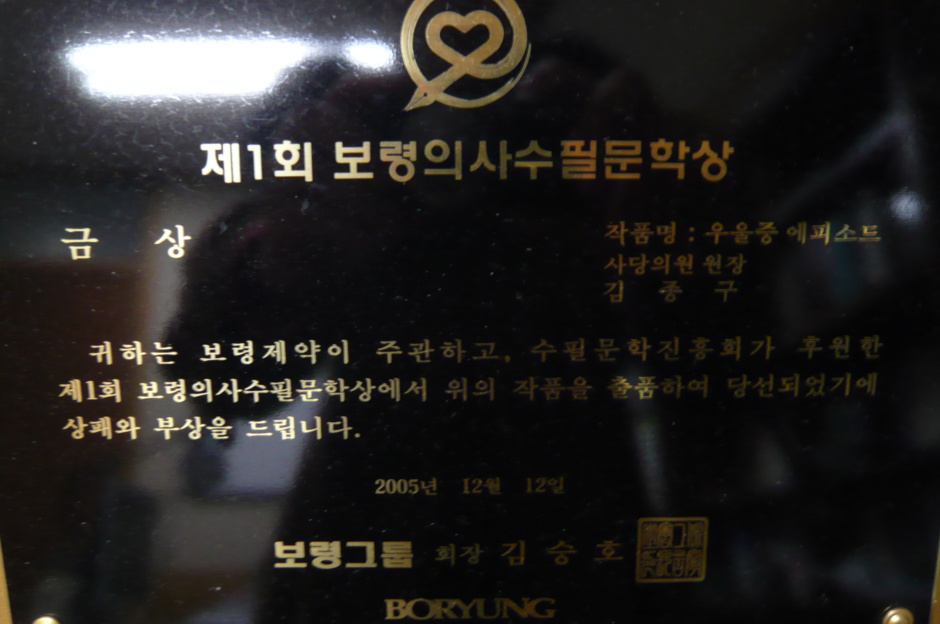 제1회 보령의사수필문학상
금 상
작품명 : 우울증 에피소드
사당의원 원장
김 종 구
귀하는 보령제약이 주관하고, 수필문학진흥회가 후원한
제1회 보령의사수필문학상에서 위의 작품을 출품하여 당선되었기에
상패와 부상을 드립니다.
2005년 12월 12일
보령그룹 회장 김 승 호
BORYUNG